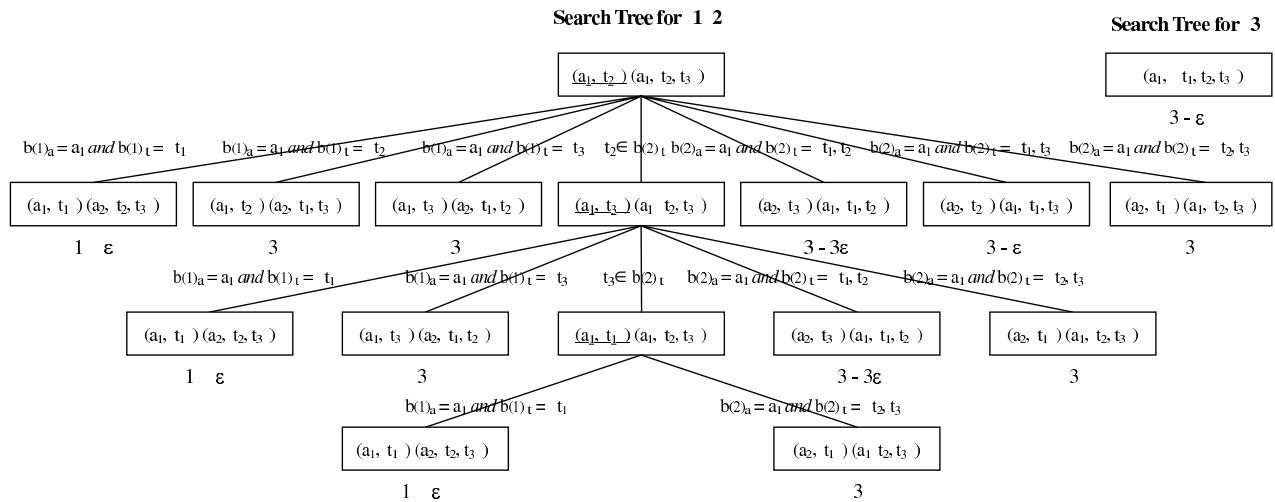 Search Tree for 1 2
Search Tree for 3
(a1, t2 ) (a1, t2, t3 )
(a1, t1, t2, t3 )
3 - ε
b(1)a = a1 and b(1) t = t1
b(1)a = a1 and b(1) t = t2
b(1)a = a1 and b(1) t = t3
t2 ∈ b(2) t
b(2)a = a1 and b(2) t = t1, t2
b(2)a = a1 and b(2) t = t1, t3
b(2)a = a1 and b(2) t = t2, t3
(a1, t1 ) (a2, t2, t3 )
(a1, t2 ) (a2, t1, t3 )
(a1, t3 ) (a2, t1, t2 )
(a1, t3 ) (a1 t2, t3 )
(a2, t3 ) (a1, t1, t2 )
(a2, t2 ) (a1, t1, t3 )
(a2, t1 ) (a1, t2, t3 )
1 ε
3
3
3 - 3ε
3 - ε
3
b(1)a = a1 and b(1) t = t1
b(1)a = a1 and b(1) t = t3
t3 ∈ b(2) t
b(2)a = a1 and b(2) t = t1, t2
b(2)a = a1 and b(2) t = t2, t3
(a1, t1 ) (a2, t2, t3 )
(a1, t3 ) (a2, t1, t2 )
(a1, t1 ) (a1, t2, t3 )
(a2, t3 ) (a1, t1, t2 )
(a2, t1 ) (a1, t2, t3 )
1 ε
3
3 - 3ε
3
b(1)a = a1 and b(1) t = t1
b(2)a = a1 and b(2) t = t2, t3
(a1, t1 ) (a2, t2, t3 )
(a2, t1 ) (a1 t2, t3 )
1 ε
3